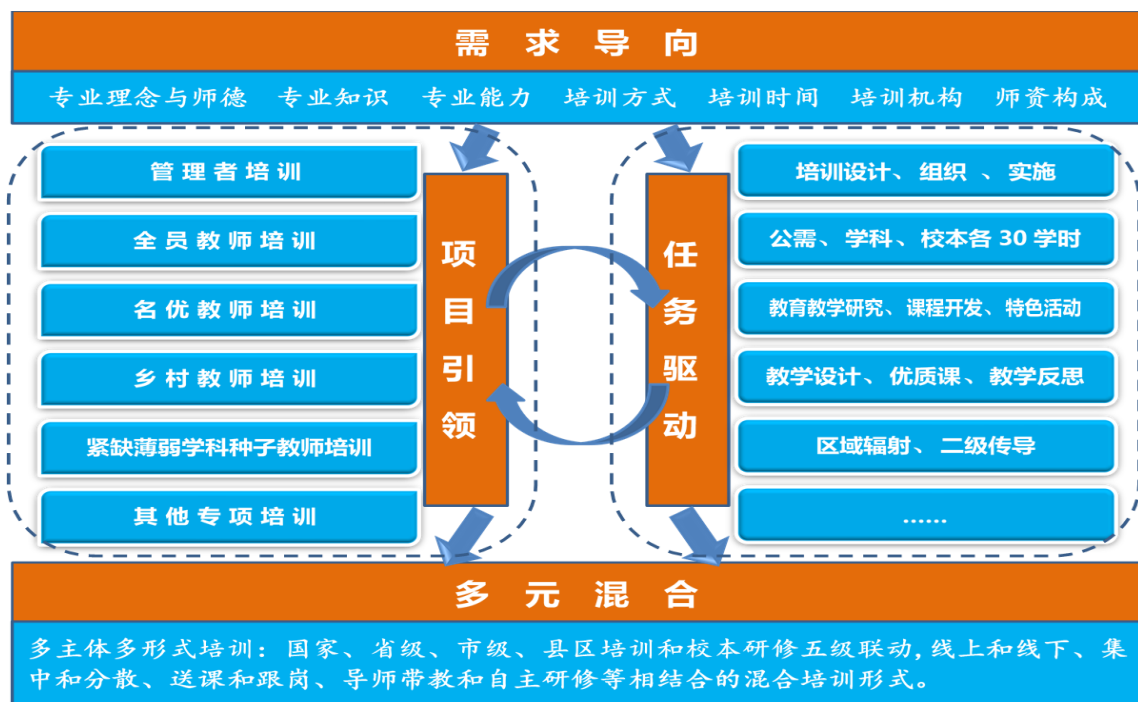 需求导向
专业理念与师德 专业知识 专业能力 培训方式 培训时间 培训机构 师资构成
管理者培训
全员教师培训
名优教师培训
乡村教师培训
紧缺薄弱学科种子教师培训
其他专项培训
项目引领
任务驱动
培训设计、组织 、实施
公需、学科、校本各 30 学时
教育教学研究、课程开发、特色活动
教学设计、优质课、教学反思
区域辐射、二级传导
……
多元混合
多主体多形式培训：国家、省级、市级、县区培训和校本研修五级联动,线上和线下、集
中和分散、送课和跟岗、导师带教和自主研修等相结合的混合培训形式。